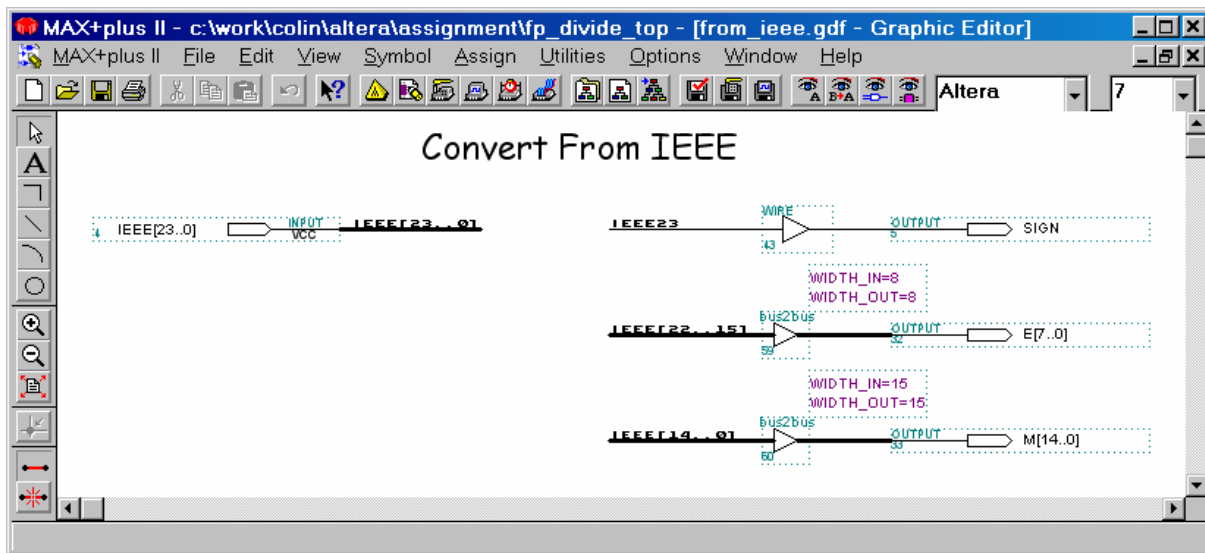 MAX+plus II - c:\work\colin\altera\assignment\fp_divide_top - [from_ieee.gdf - Graphic Editor]
MAX+plus II File Edit View Symbol Assign Utilities Options Window Help
Altera 7
Convert From IEEE
4 IEEE[23..0] INPUT VCC IEEE[23..0]
IEEE23 WIRE 43 OUTPUT 5 SIGN
WIDTH_IN=8
WIDTH_OUT=8
IEEE[22..15] bus2bus 59 OUTPUT 32 E[7..0]
WIDTH_IN=15
WIDTH_OUT=15
IEEE[14..0] bus2bus 60 OUTPUT 33 M[14..0]